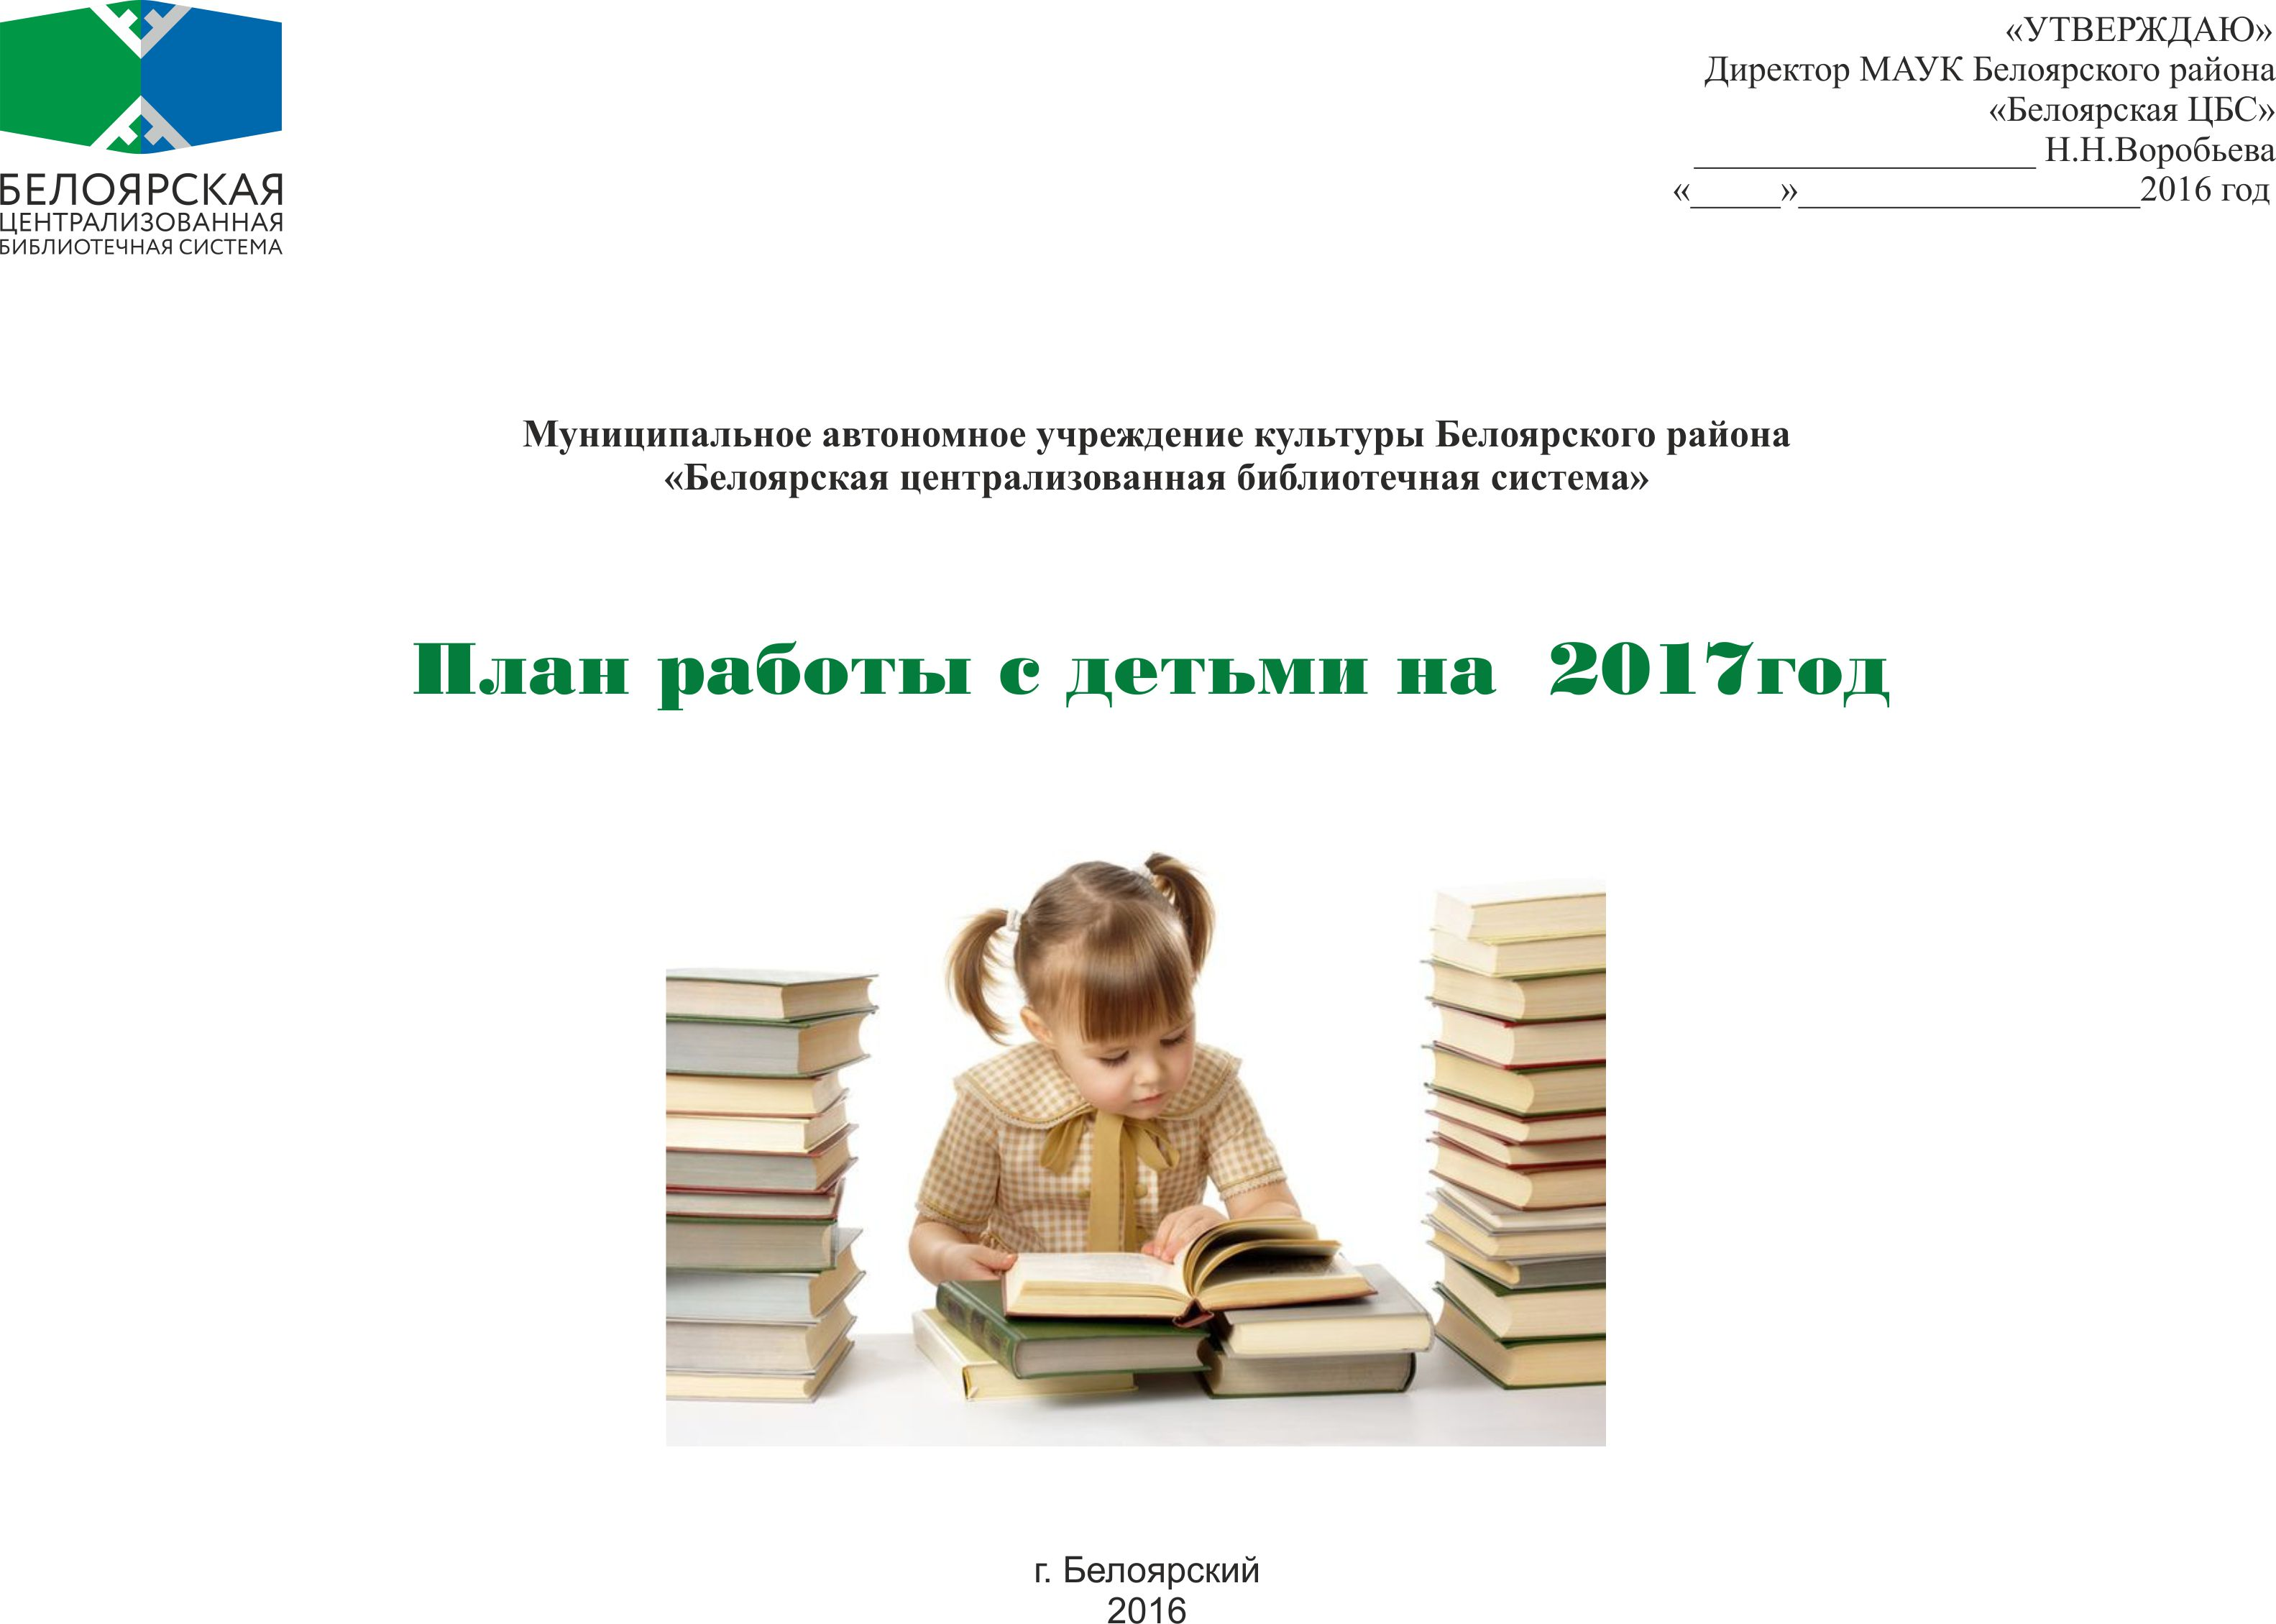 БЕЛОЯРСКАЯ
ЦЕНТРАЛИЗОВАННАЯ
БИБЛИОТЕЧНАЯ СИСТЕМА
«УТВЕРЖДАЮ»
Директор МАУК Белоярского района
«Белоярская ЦБС»
___________________ Н.Н.Воробьева
«_____»___________________2016 год
Муниципальное автономное учреждение культуры Белоярского района
«Белоярская централизованная библиотечная система»
План работы с детьми на 2017год
г. Белоярский
2016